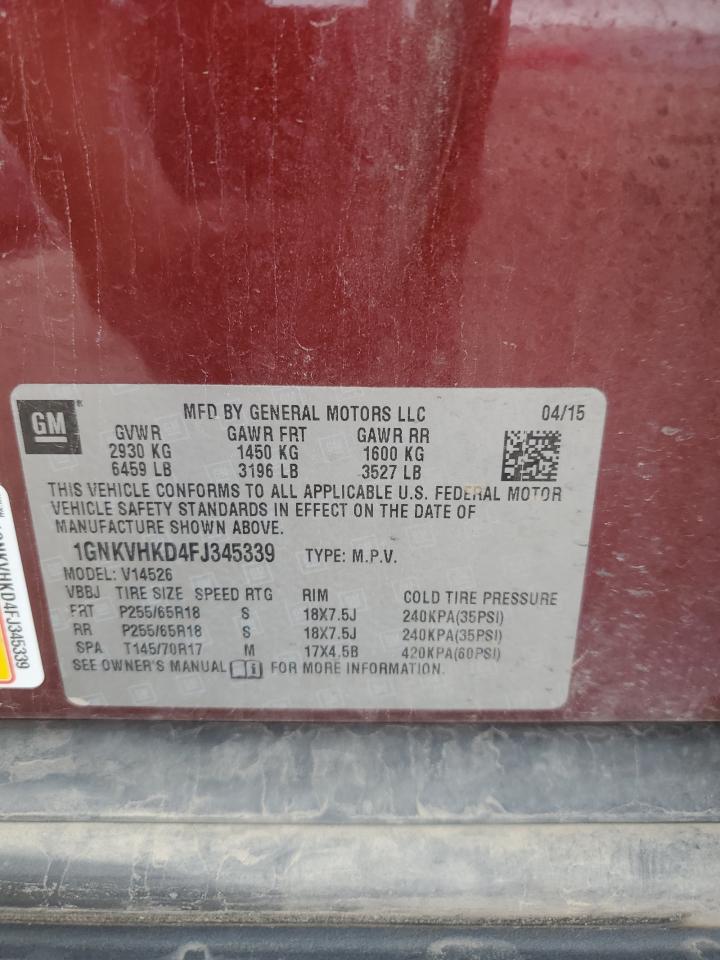 GM
MFD BY GENERAL MOTORS LLC 04/15
GVWR GAWR FRT GAWR RR
2930 KG 1450 KG 1600 KG
6459 LB 3196 LB 3527 LB
THIS VEHICLE CONFORMS TO ALL APPLICABLE U.S. FEDERAL MOTOR
VEHICLE SAFETY STANDARDS IN EFFECT ON THE DATE OF
MANUFACTURE SHOWN ABOVE.
1GNKVHKD4FJ345339 TYPE: M.P.V.
MODEL: V14526
VBBJ TIRE SIZE SPEED RTG RIM COLD TIRE PRESSURE
FRT P255/65R18 S 18X7.5J 240KPA(35PSI)
RR P255/65R18 S 18X7.5J 240KPA(35PSI)
SPA T145/70R17 M 17X4.5B 420KPA(60PSI)
SEE OWNER'S MANUAL FOR MORE INFORMATION.
1GNKVHKD4FJ345339